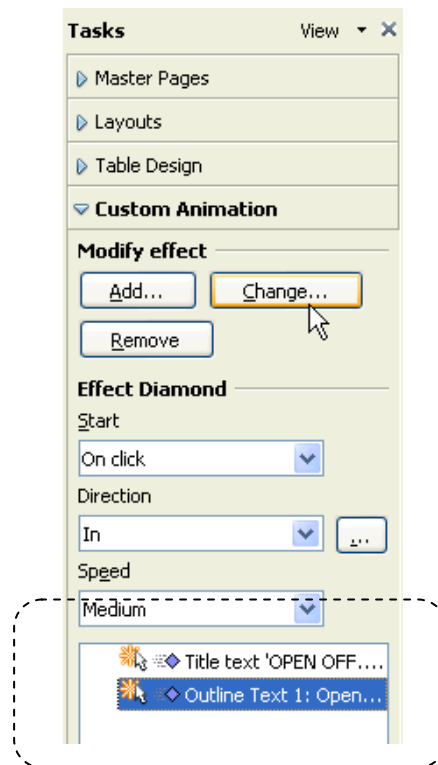 Tasks View
Master Pages
Layouts
Table Design
Custom Animation
Modify effect
Add... Change...
Remove
Effect Diamond
Start
On click
Direction
In ...
Speed
Medium
Title text 'OPEN OFF....
Outline Text 1: Open...